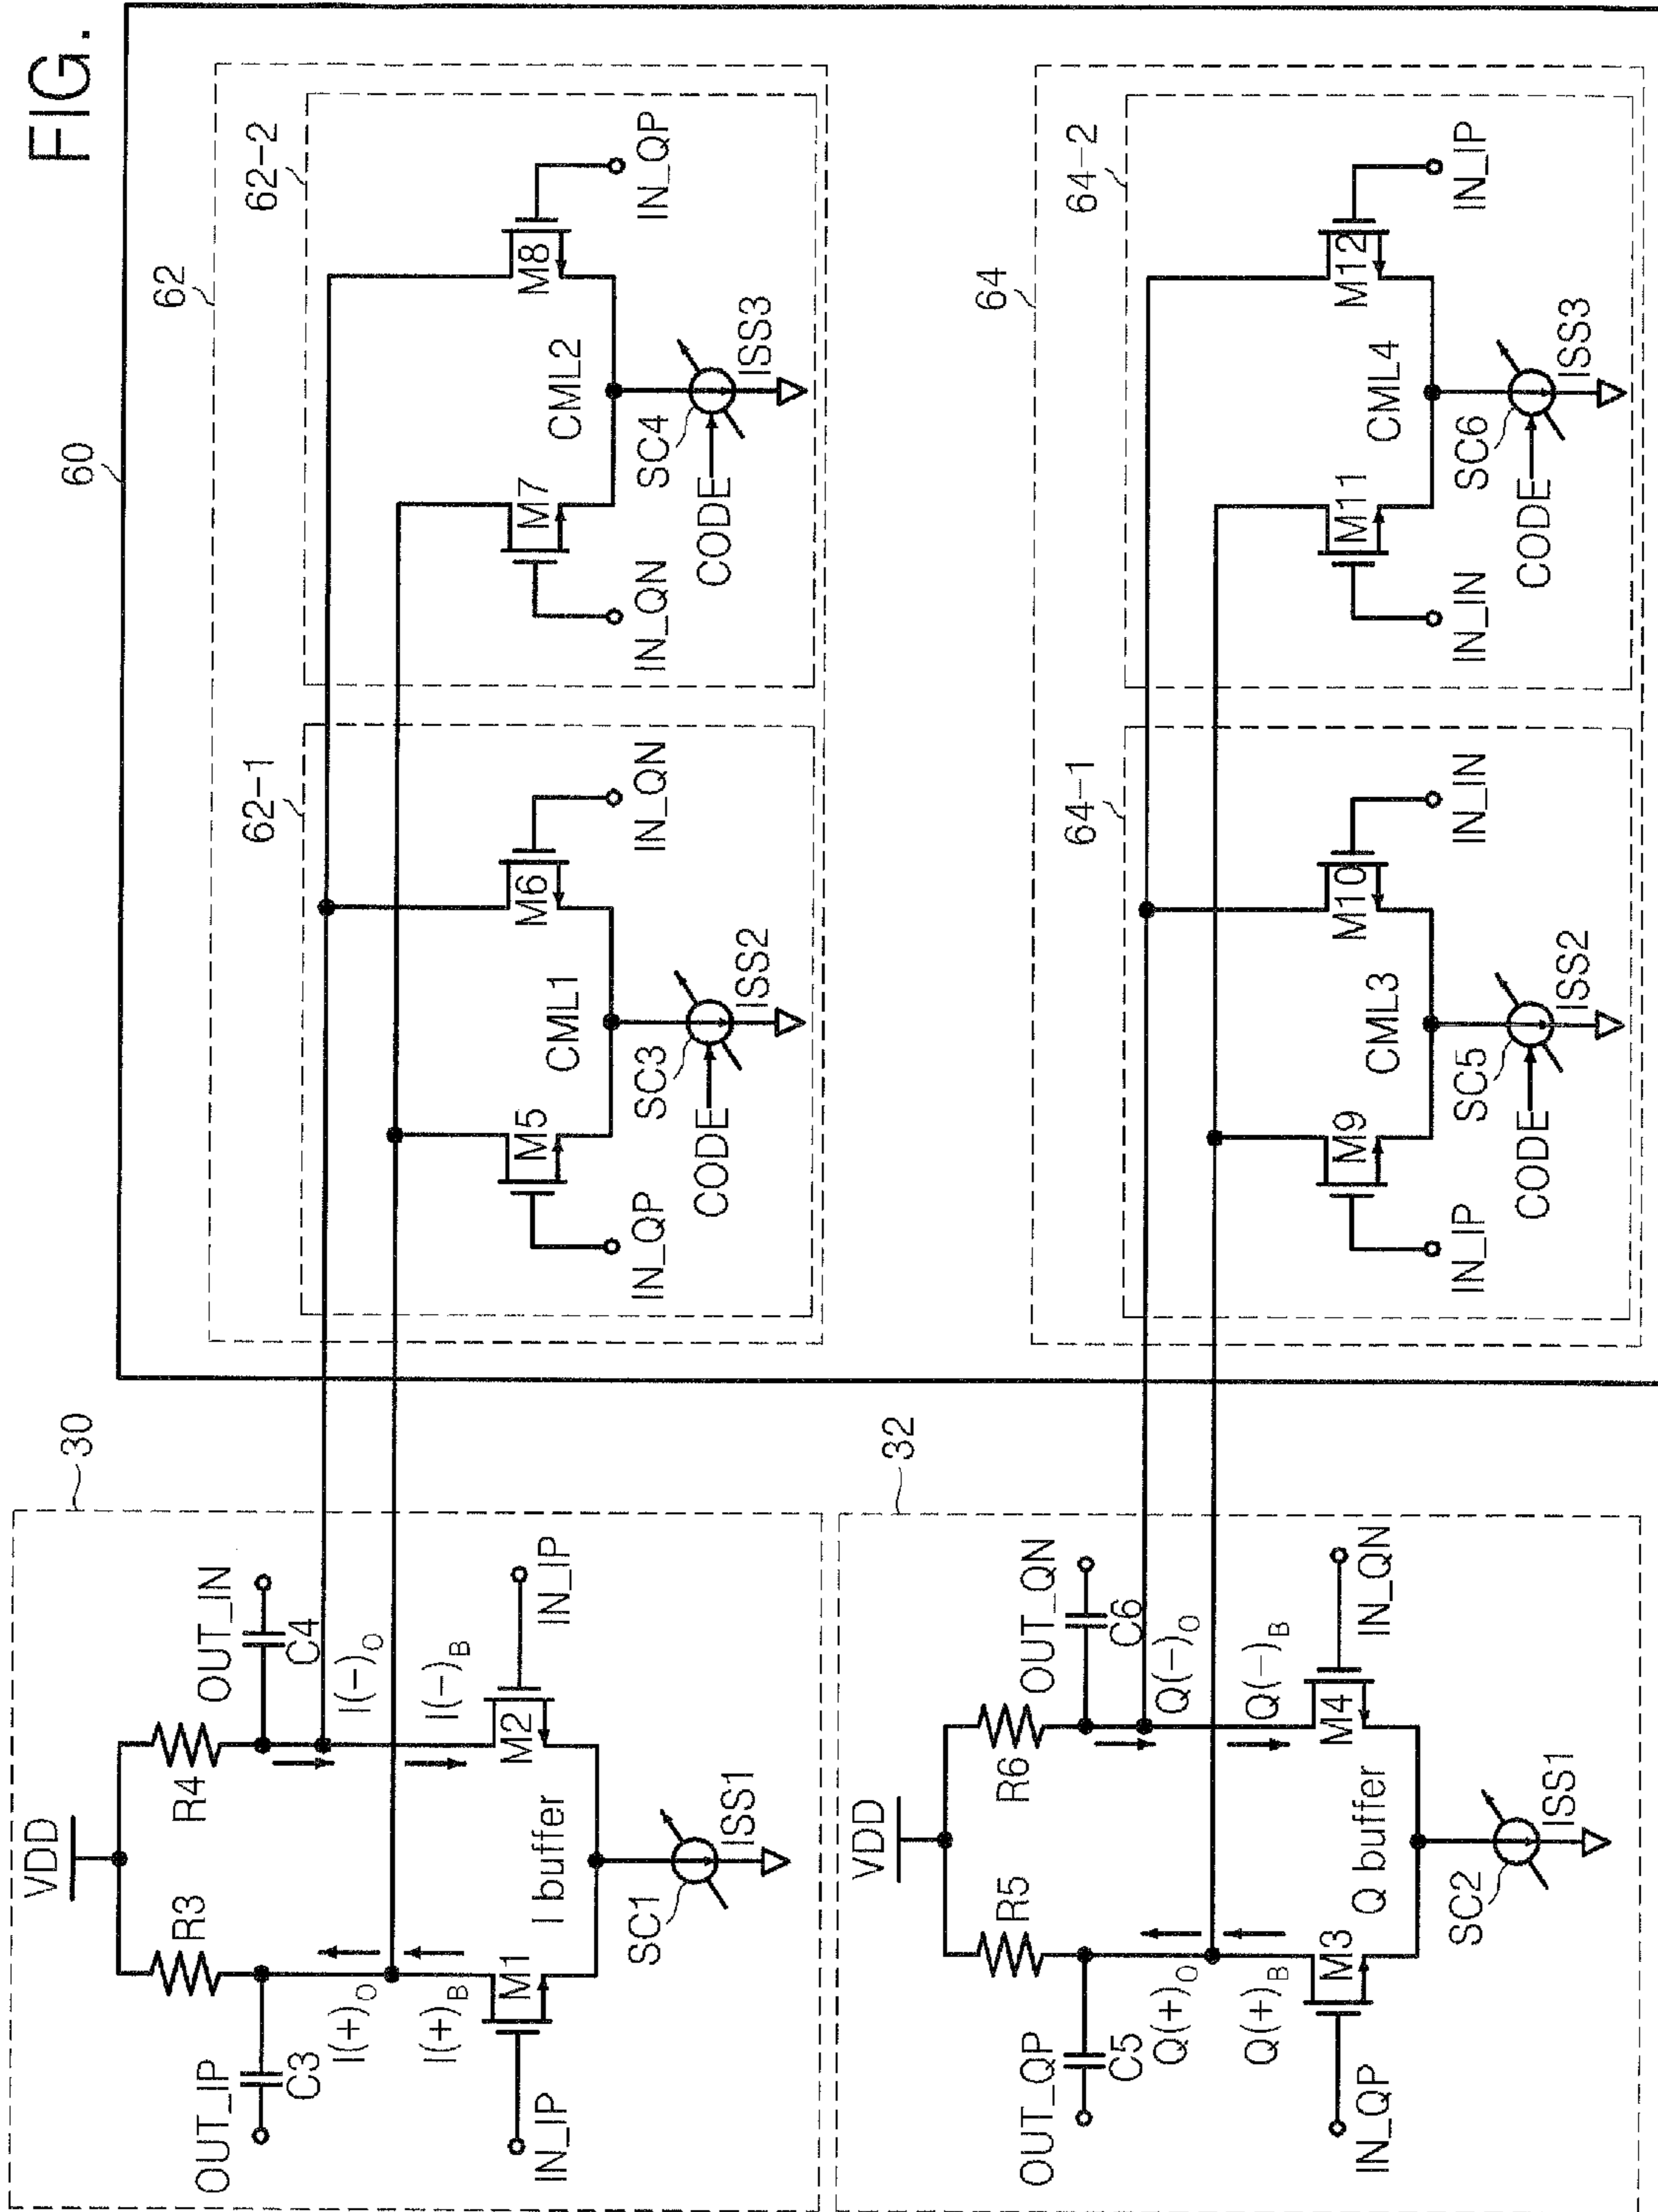 FIG.
60
30
VDD
R3
R4
OUT_IP
C3
OUT_IN
C4
I(+)O
I(-)O
I(+)B
I(-)B
M1
M2
IN_IP
IN_IP
I buffer
SC1
ISS1
62
62-1
M5
M6
IN_QP
IN_QN
CML1
SC3
CODE
ISS2
62-2
M7
M8
IN_QN
IN_QP
CML2
SC4
CODE
ISS3
32
VDD
R5
R6
OUT_QP
C5
OUT_QN
C6
Q(+)O
Q(-)O
Q(+)B
Q(-)B
M3
M4
IN_QP
IN_QN
Q buffer
SC2
ISS1
64
64-1
M9
M10
IN_IP
IN_IN
CML3
SC5
CODE
ISS2
64-2
M11
M12
IN_IN
IN_IP
CML4
SC6
CODE
ISS3